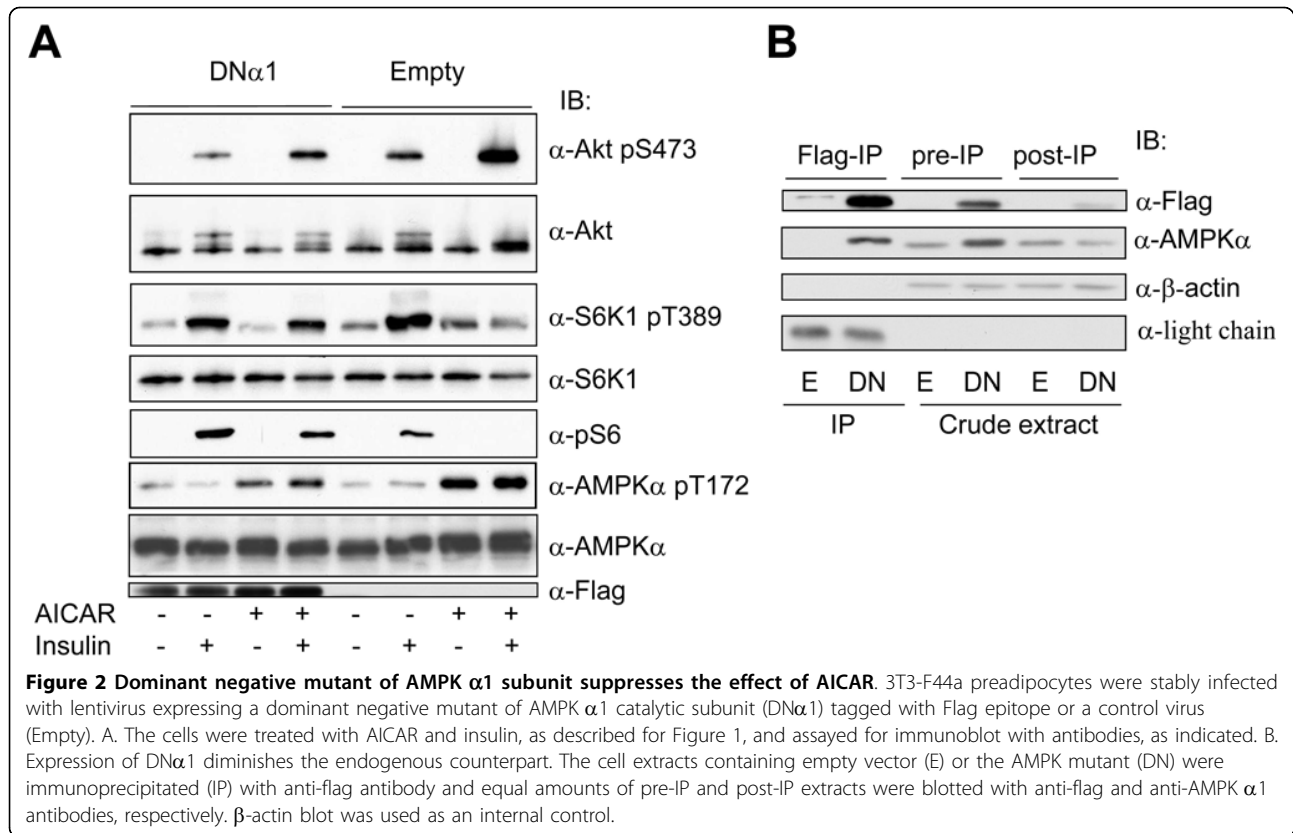 A
B
DNα1 Empty
IB:
α-Akt pS473
α-Akt
α-S6K1 pT389
α-S6K1
α-pS6
α-AMPKα pT172
α-AMPKα
α-Flag
AICAR - - + + - - + +
Insulin - + - + - + - +
IB:
Flag-IP pre-IP post-IP
α-Flag
α-AMPKα
α-β-actin
α-light chain
E DN E DN E DN
IP Crude extract
Figure 2 Dominant negative mutant of AMPK α1 subunit suppresses the effect of AICAR. 3T3-F44a preadipocytes were stably infected
with lentivirus expressing a dominant negative mutant of AMPK α1 catalytic subunit (DNα1) tagged with Flag epitope or a control virus
(Empty). A. The cells were treated with AICAR and insulin, as described for Figure 1, and assayed for immunoblot with antibodies, as indicated. B.
Expression of DNα1 diminishes the endogenous counterpart. The cell extracts containing empty vector (E) or the AMPK mutant (DN) were
immunoprecipitated (IP) with anti-flag antibody and equal amounts of pre-IP and post-IP extracts were blotted with anti-flag and anti-AMPK α1
antibodies, respectively. β-actin blot was used as an internal control.